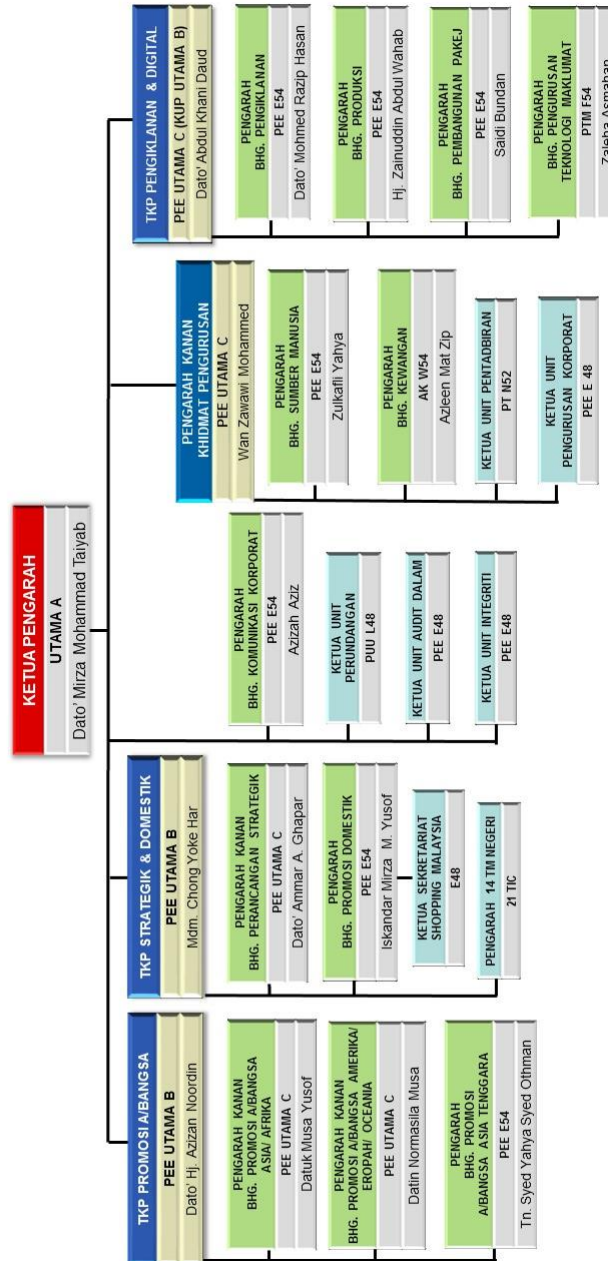 KETUA PENGARAH
UTAMA A
Dato' Mirza Mohammad Taiyab
TKP PROMOSI A/BANGSA
PEE UTAMA B
Dato' Hj. Azizan Noordin
PENGARAH KANAN
BHG. PROMOSI A/BANGSA
ASIA/ AFRIKA
PEE UTAMA C
Datuk Musa Yusof
PENGARAH KANAN
BHG. PROMOSI A/BANGSA AMERIKA/
EROPAH/ OCEANIA
PEE UTAMA C
Datin Normasila Musa
PENGARAH
BHG. PROMOSI
A/BANGSA ASIA TENGGARA
PEE E54
Tn. Syed Yahya Syed Othman
TKP STRATEGIK & DOMESTIK
PEE UTAMA B
Mdm. Chong Yoke Har
PENGARAH KANAN
BHG. PERANCANGAN STRATEGIK
PEE UTAMA C
Dato' Ammar A. Ghapar
PENGARAH
BHG. PROMOSI DOMESTIK
PEE E54
Iskandar Mirza M. Yusof
KETUA SEKRETARIAT
SHOPPING MALAYSIA
E48
PENGARAH 14 TM NEGERI
21 TIC
PENGARAH
BHG. KOMUNIKASI KORPORAT
PEE E54
Azizah Aziz
KETUA UNIT
PERUNDANGAN
PUU L48
KETUA UNIT AUDIT DALAM
PEE E48
KETUA UNIT INTEGRITI
PEE E48
PENGARAH KANAN
KHIDMAT PENGURUSAN
PEE UTAMA C
Wan Zawawi Mohammed
PENGARAH
BHG. SUMBER MANUSIA
PEE E54
Zulkafli Yahya
PENGARAH
BHG. KEWANGAN
AK W54
Azleen Mat Zip
KETUA UNIT PENTADBIRAN
PT N52
KETUA UNIT
PENGURUSAN KORPORAT
PEE E 48
TKP PENGIKLANAN & DIGITAL
PEE UTAMA C (KUP UTAMA B)
Dato' Abdul Khani Daud
PENGARAH
BHG. PENGIKLANAN
PEE E54
Dato' Mohmed Razip Hasan
PENGARAH
BHG. PRODUKSI
PEE E54
Hj. Zainuddin Abdul Wahab
PENGARAH
BHG. PEMBANGUNAN PAKEJ
PEE E54
Saidi Bundan
PENGARAH
BHG. PENGURUSAN
TEKNOLOGI MAKLUMAT
PTM F54
Zaleha Asmahan